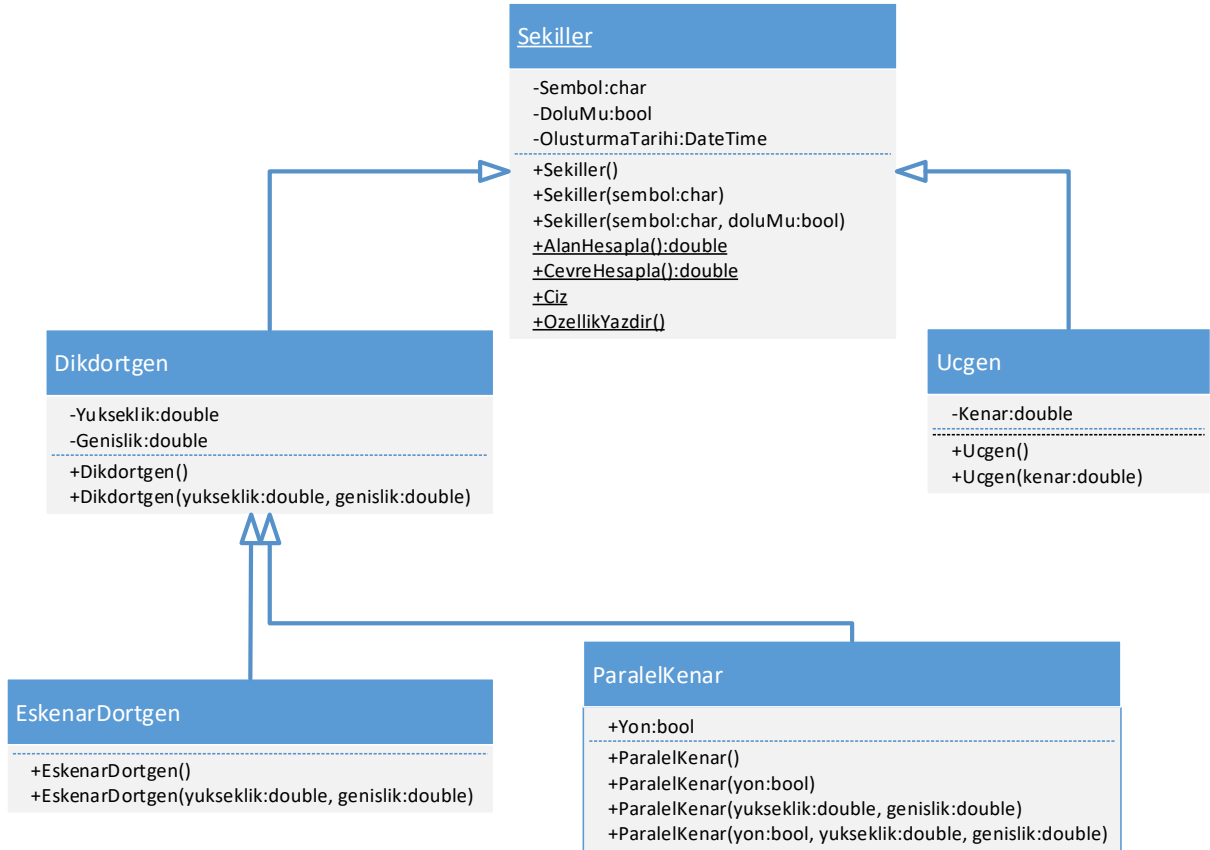 Sekiller
-Sembol:char
-DoluMu:bool
-OlusturmaTarihi:DateTime
+Sekiller()
+Sekiller(sembol:char)
+Sekiller(sembol:char, doluMu:bool)
+AlanHesapla():double
+CevreHesapla():double
+Ciz
+OzellikYazdir()
Dikdortgen
-Yukseklik:double
-Genislik:double
+Dikdortgen()
+Dikdortgen(yukseklik:double, genislik:double)
Ucgen
-Kenar:double
+Ucgen()
+Ucgen(kenar:double)
EskenarDortgen
+EskenarDortgen()
+EskenarDortgen(yukseklik:double, genislik:double)
ParalelKenar
+Yon:bool
+ParalelKenar()
+ParalelKenar(yon:bool)
+ParalelKenar(yukseklik:double, genislik:double)
+ParalelKenar(yon:bool, yukseklik:double, genislik:double)